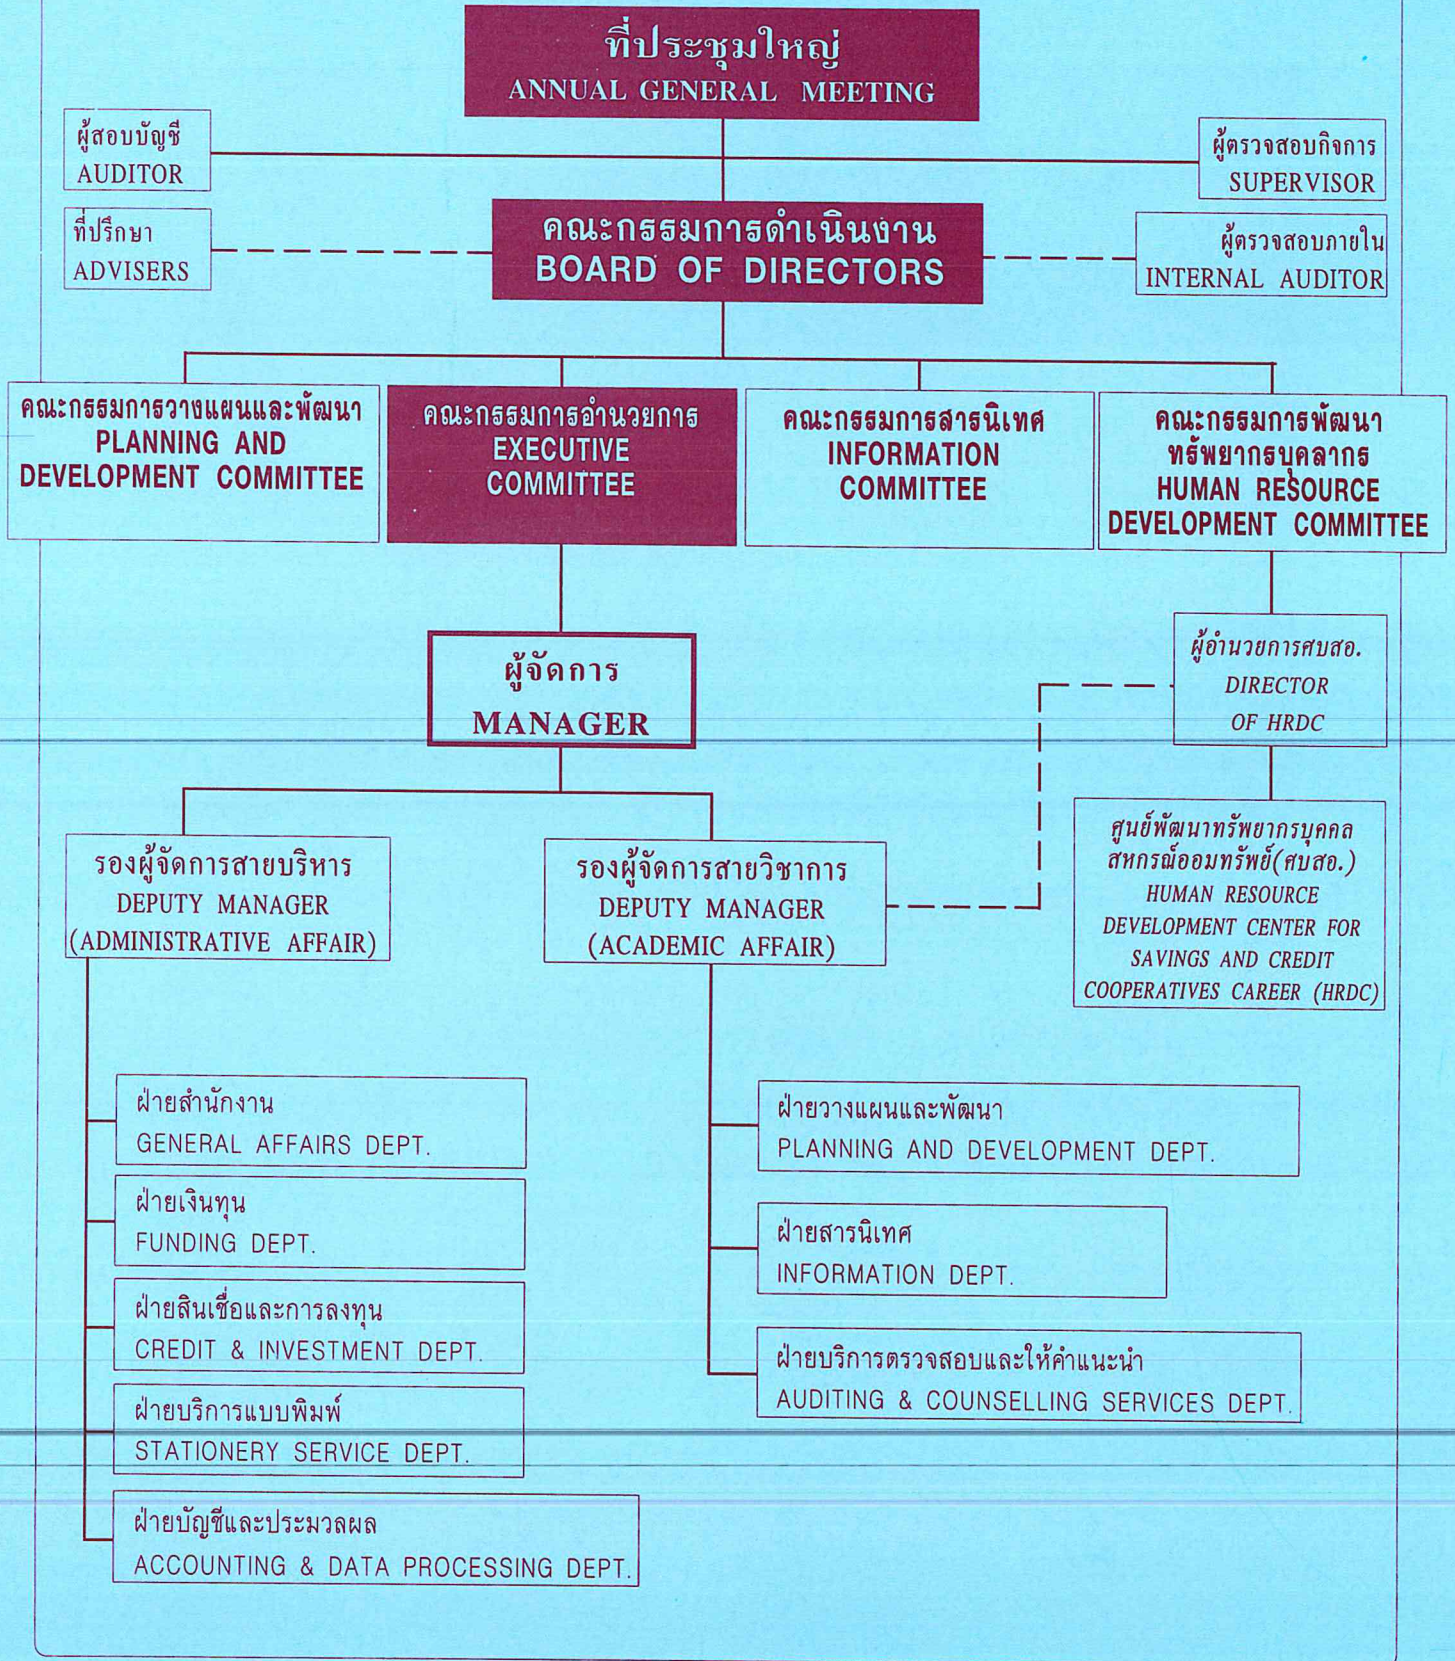 ที่ประชุมใหญ่
ANNUAL GENERAL MEETING
ผู้สอบบัญชี
AUDITOR
ผู้ตรวจสอบกิจการ
SUPERVISOR
ที่ปรึกษา
ADVISERS
คณะกรรมการดำเนินงาน
BOARD OF DIRECTORS
ผู้ตรวจสอบภายใน
INTERNAL AUDITOR
คณะกรรมการวางแผนและพัฒนา
PLANNING AND
DEVELOPMENT COMMITTEE
คณะกรรมการอำนวยการ
EXECUTIVE
COMMITTEE
คณะกรรมการสารนิเทศ
INFORMATION
COMMITTEE
คณะกรรมการพัฒนา
ทรัพยากรบุคลากร
HUMAN RESOURCE
DEVELOPMENT COMMITTEE
ผู้จัดการ
MANAGER
ผู้อำนวยการศบสอ.
DIRECTOR
OF HRDC
รองผู้จัดการสายบริหาร
DEPUTY MANAGER
(ADMINISTRATIVE AFFAIR)
รองผู้จัดการสายวิชาการ
DEPUTY MANAGER
(ACADEMIC AFFAIR)
ศูนย์พัฒนาทรัพยากรบุคคล
สหกรณ์ออมทรัพย์(ศบสอ.)
HUMAN RESOURCE
DEVELOPMENT CENTER FOR
SAVINGS AND CREDIT
COOPERATIVES CAREER (HRDC)
ฝ่ายสำนักงาน
GENERAL AFFAIRS DEPT.
ฝ่ายเงินทุน
FUNDING DEPT.
ฝ่ายสินเชื่อและการลงทุน
CREDIT & INVESTMENT DEPT.
ฝ่ายบริการแบบพิมพ์
STATIONERY SERVICE DEPT.
ฝ่ายบัญชีและประมวลผล
ACCOUNTING & DATA PROCESSING DEPT.
ฝ่ายวางแผนและพัฒนา
PLANNING AND DEVELOPMENT DEPT.
ฝ่ายสารนิเทศ
INFORMATION DEPT.
ฝ่ายบริการตรวจสอบและให้คำแนะนำ
AUDITING & COUNSELLING SERVICES DEPT.